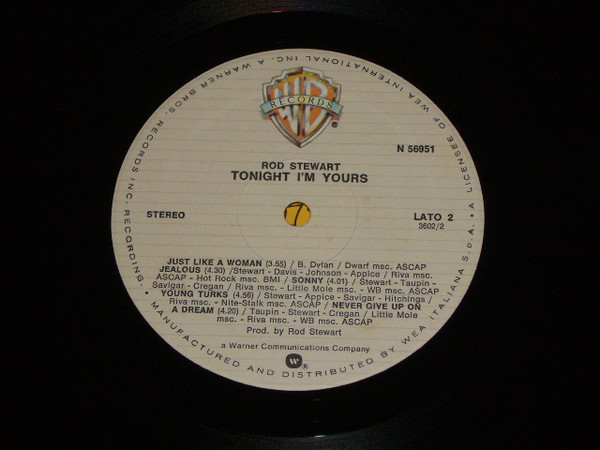 WB
RECORDS
®
N 56951
ROD STEWART
TONIGHT I'M YOURS
STEREO
7
LATO 2
3602/2
JUST LIKE A WOMAN (3.55) / B. Dylan / Dwarf msc. ASCAP
JEALOUS (4.30) /Stewart - Davis - Johnson - Appice / Riva msc.
ASCAP - Hot Rock msc. BMI / SONNY (4.01) / Stewart - Taupin -
Savigar - Cregan / Riva msc. - Little Mole msc. - WB msc. ASCAP
YOUNG TURKS (4.56) / Stewart - Appice - Savigar - Hitchings /
Riva msc. - Nite-Stalk msc. ASCAP / NEVER GIVE UP ON
A DREAM (4.20) / Taupin - Stewart - Cregan / Little Mole
msc. - Riva msc. - WB msc. ASCAP
Prod. by Rod Stewart
a Warner Communications Company
W ®
• MANUFACTURED AND DISTRIBUTED BY WEA ITALIANA S.p.A. • A LICENSEE OF WEA INTERNATIONAL INC. A WARNER BROS. RECORDS INC. RECORDING.